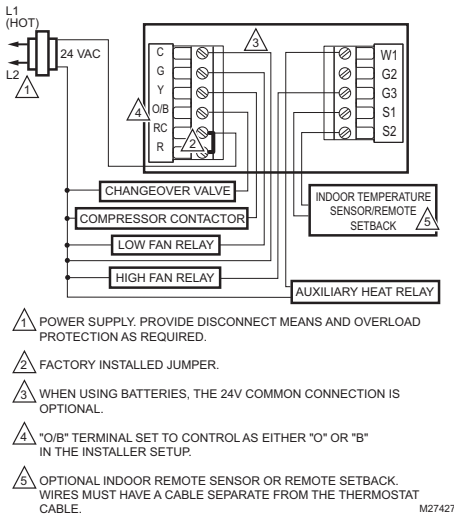 L1
(HOT)
24 VAC
L2
1
C
G
Y
O/B
RC
R
3
4
2
W1
G2
G3
S1
S2
CHANGEOVER VALVE
COMPRESSOR CONTACTOR
LOW FAN RELAY
HIGH FAN RELAY
INDOOR TEMPERATURE
SENSOR/REMOTE
SETBACK
5
AUXILIARY HEAT RELAY
1 POWER SUPPLY. PROVIDE DISCONNECT MEANS AND OVERLOAD
PROTECTION AS REQUIRED.
2 FACTORY INSTALLED JUMPER.
3 WHEN USING BATTERIES, THE 24V COMMON CONNECTION IS
OPTIONAL.
4 "O/B" TERMINAL SET TO CONTROL AS EITHER "O" OR "B"
IN THE INSTALLER SETUP.
5 OPTIONAL INDOOR REMOTE SENSOR OR REMOTE SETBACK.
WIRES MUST HAVE A CABLE SEPARATE FROM THE THERMOSTAT
CABLE.
M27427